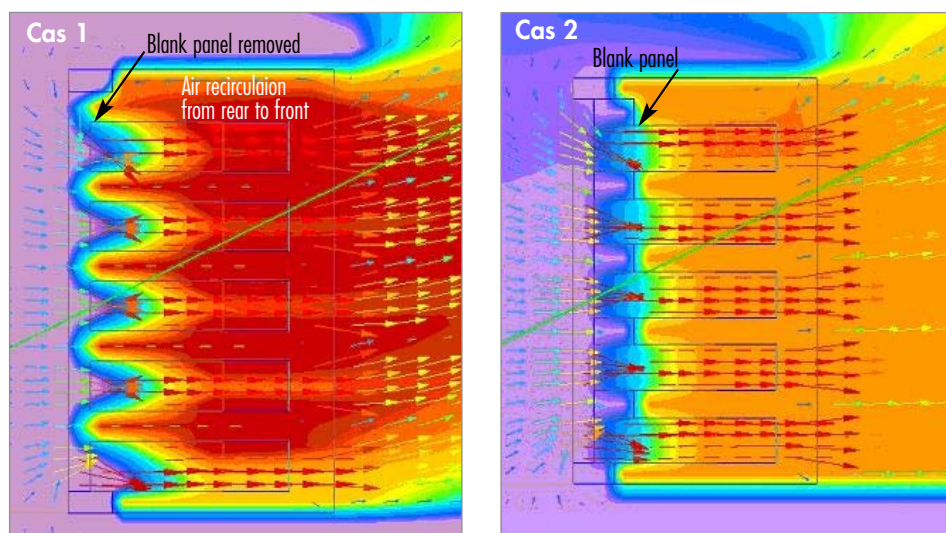 Cas 1
Blank panel removed
Air recirculaion
from rear to front
Cas 2
Blank panel